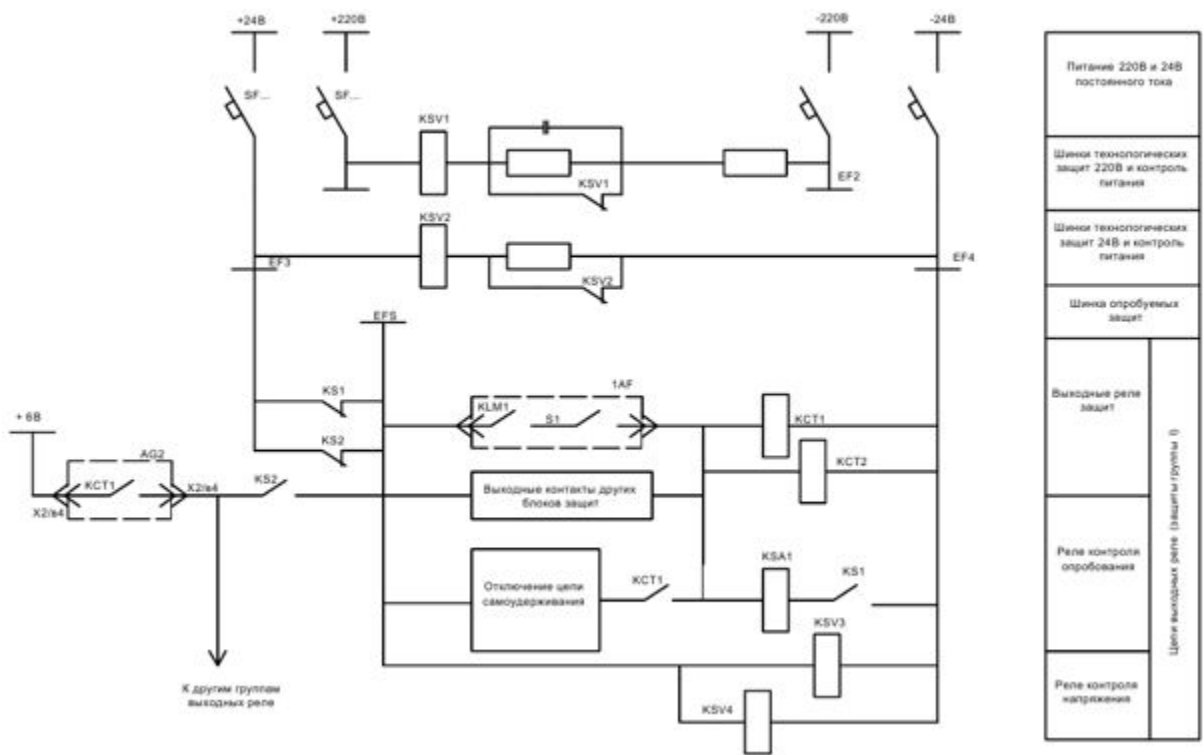 +24В
+220В
-220В
-24В
SF...
SF...
KSV1
KSV1
EF2
KSV2
KSV2
EF3
EF4
EFS
KS1
KS2
1AF
KLM1
S1
KCT1
KCT2
+ 6В
AG2
KCT1
X2/в4
X2/в4
KS2
Выходные контакты других
блоков защит
Отключение цепи
самоудерживания
KCT1
KSA1
KS1
KSV3
KSV4
К другим группам
выходных реле
Питание 220В и 24В
постоянного тока
Шинки технологических
защит 220В и контроль
питания
Шинки технологических
защит 24В и контроль
питания
Шинка опробуемых
защит
Выходные реле
защит
Реле контроля
опробования
Реле контроля
напряжения
Цепи выходных реле (защиты группы I)